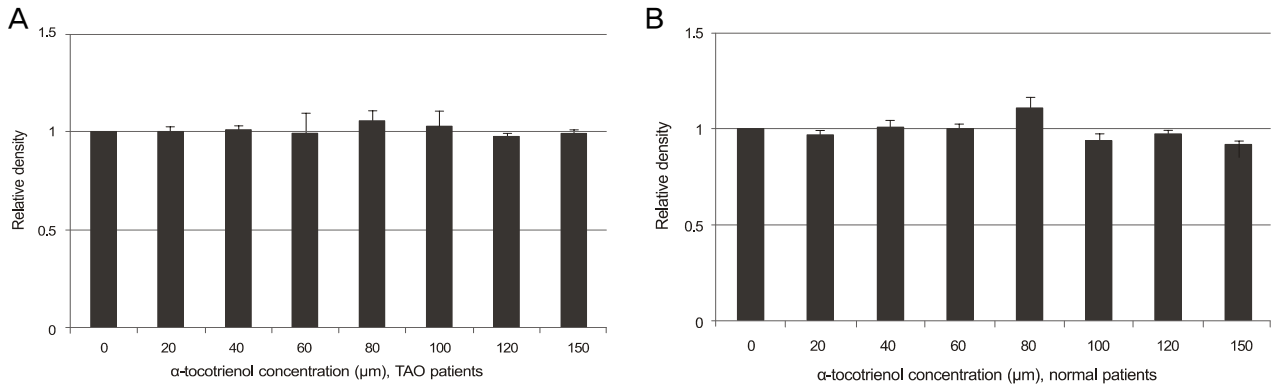 A
1.5
1
0.5
0
Relative density
0 20 40 60 80 100 120 150
α-tocotrienol concentration (μm), TAO patients
B
1.5
1
0.5
0
Relative density
0 20 40 60 80 100 120 150
α-tocotrienol concentration (μm), normal patients